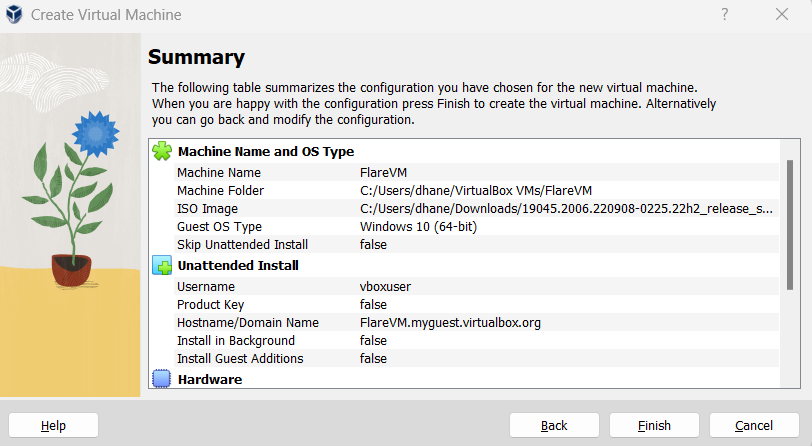 Create Virtual Machine
?
Summary
The following table summarizes the configuration you have chosen for the new virtual machine.
When you are happy with the configuration press Finish to create the virtual machine. Alternatively
you can go back and modify the configuration.
Machine Name and OS Type
Machine Name FlareVM
Machine Folder C:/Users/dhane/VirtualBox VMs/FlareVM
ISO Image C:/Users/dhane/Downloads/19045.2006.220908-0225.22h2_release_s...
Guest OS Type Windows 10 (64-bit)
Skip Unattended Install false
Unattended Install
Username vboxuser
Product Key false
Hostname/Domain Name FlareVM.myguest.virtualbox.org
Install in Background false
Install Guest Additions false
Hardware
Help Back Finish Cancel